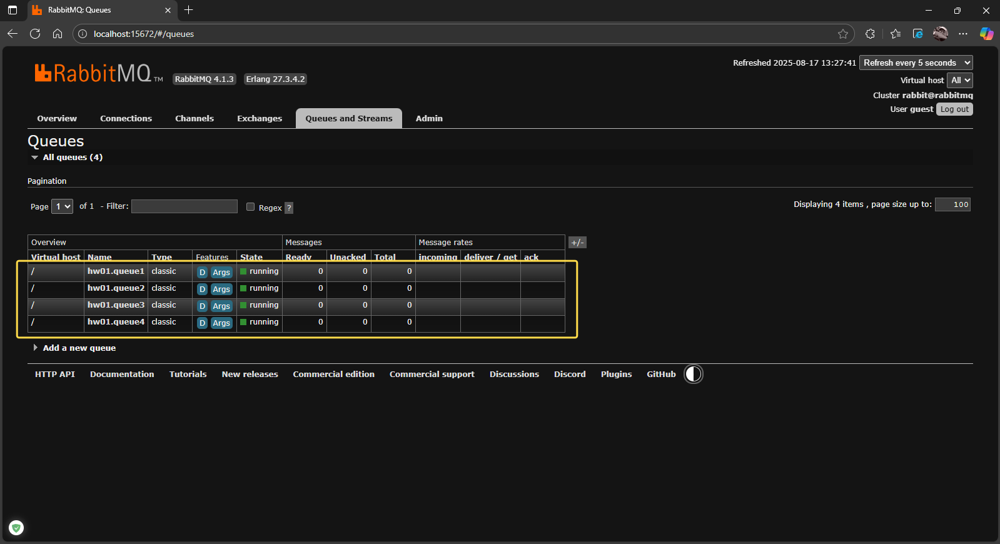 RabbitMQ: Queues
localhost:15672/#/queues
RabbitMQ TM
RabbitMQ 4.1.3
Erlang 27.3.4.2
Refreshed 2025-08-17 13:27:41 Refresh every 5 seconds
Virtual host All
Cluster rabbit@rabbitmq
User guest Log out
Overview Connections Channels Exchanges Queues and Streams Admin
Queues
All queues (4)
Pagination
Page 1 of 1 - Filter: Regex ? Displaying 4 items , page size up to: 100
Overview Messages Message rates +/-
Virtual host Name Type Features State Ready Unacked Total incoming deliver / get ack
/ hw01.queue1 classic D Args running 0 0 0
/ hw01.queue2 classic D Args running 0 0 0
/ hw01.queue3 classic D Args running 0 0 0
/ hw01.queue4 classic D Args running 0 0 0
Add a new queue
HTTP API Documentation Tutorials New releases Commercial edition Commercial support Discussions Discord Plugins GitHub